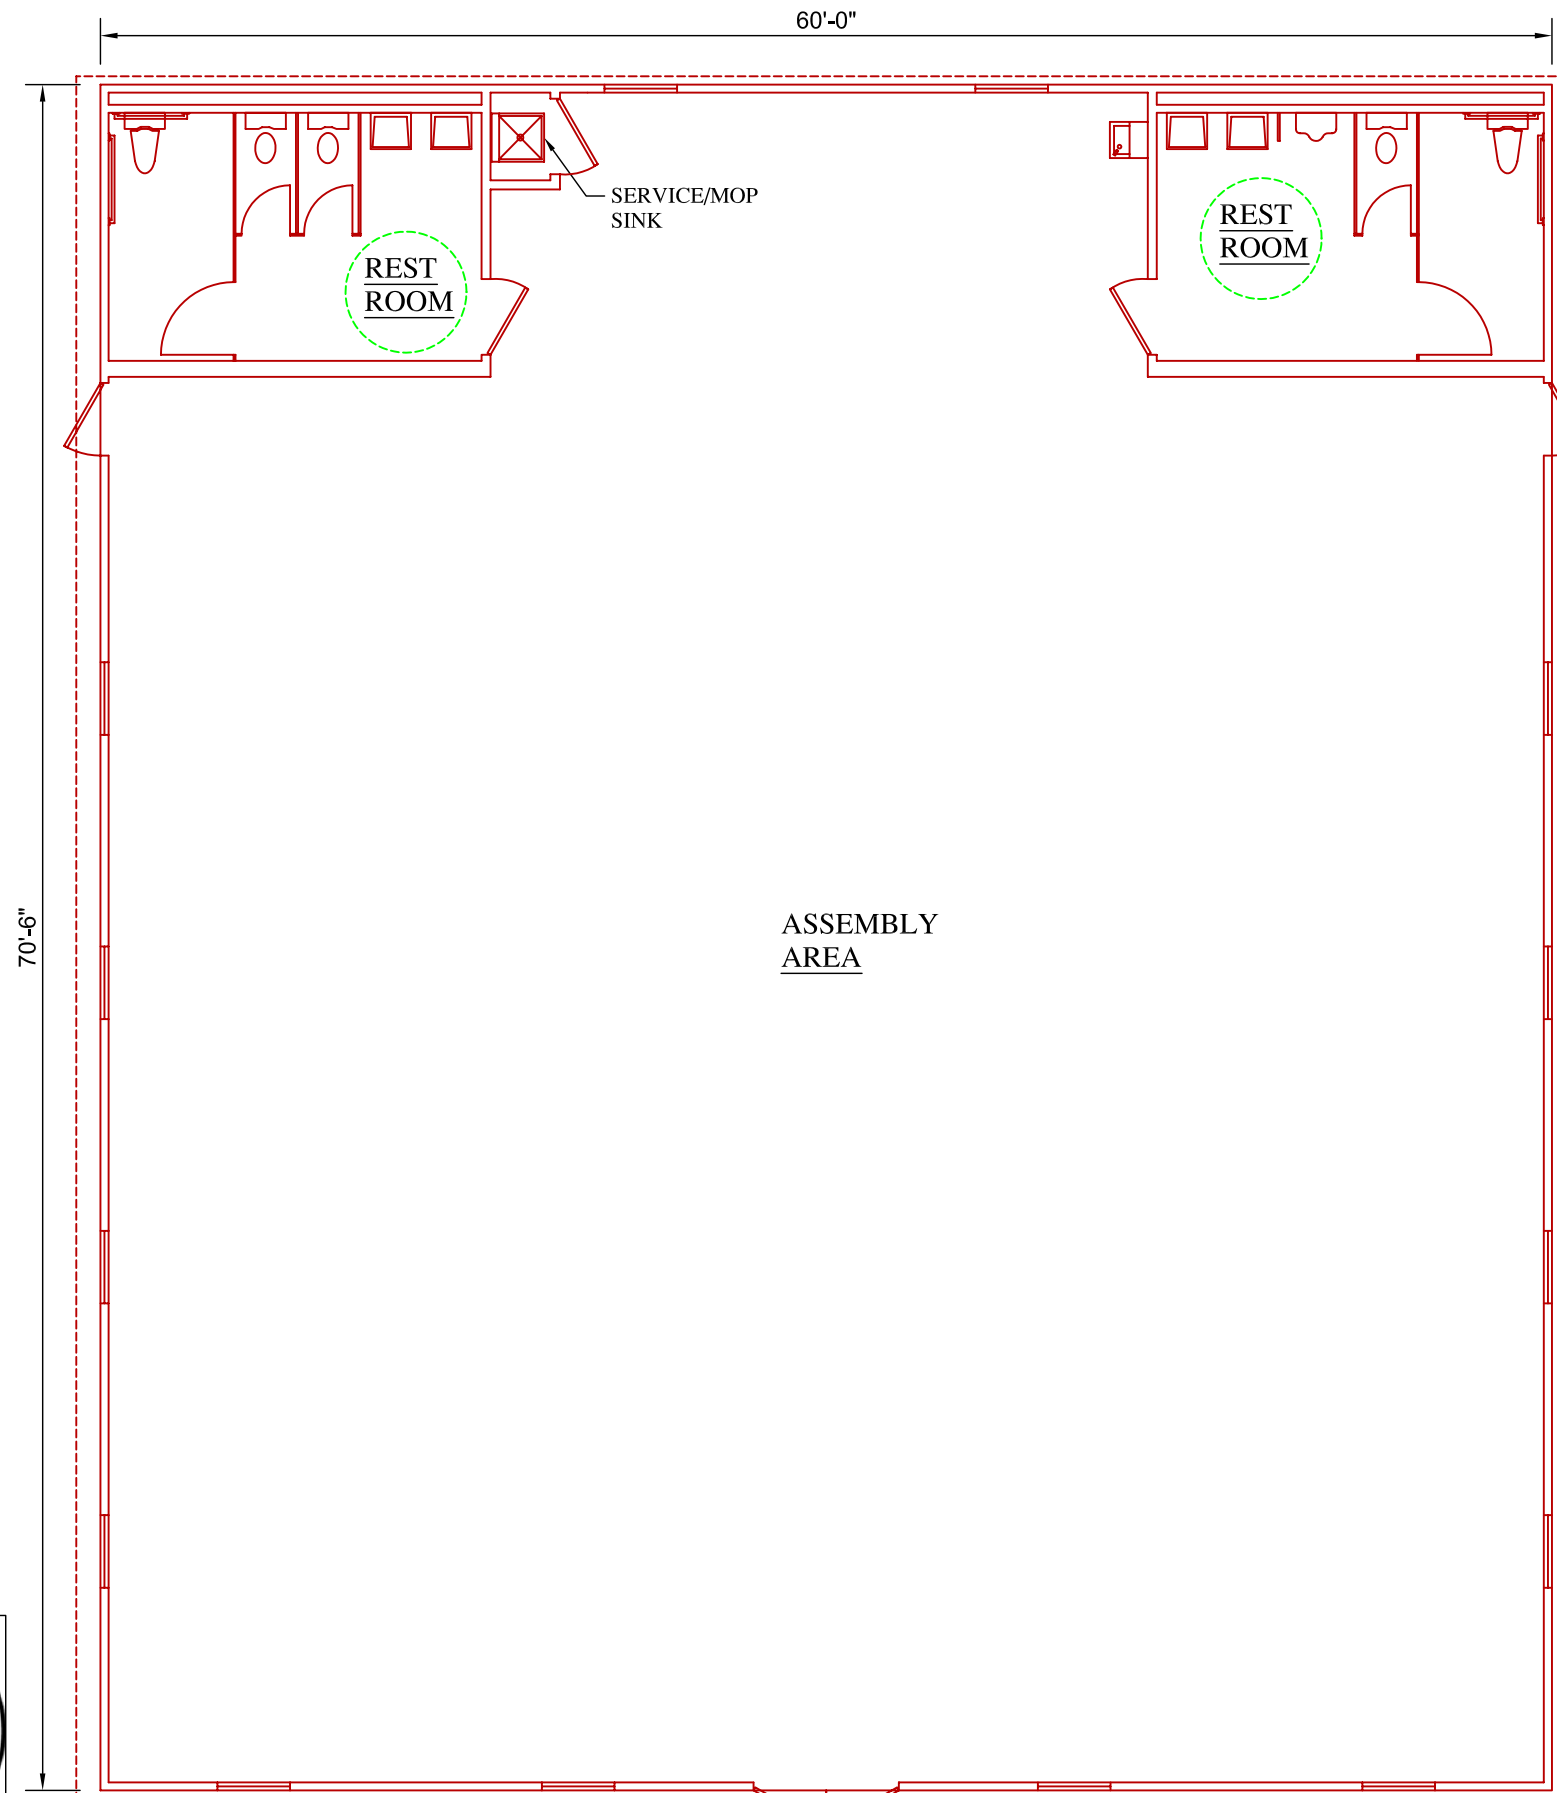 60'-0"
SERVICE/MOP
SINK
REST
ROOM
REST
ROOM
70'-6"
ASSEMBLY
AREA